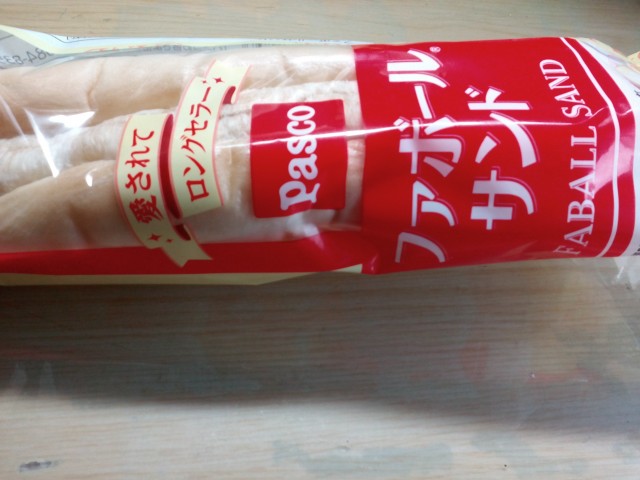 愛されて
ロングセラー
Pasco
ファボール®
サンド
FABALL SAND